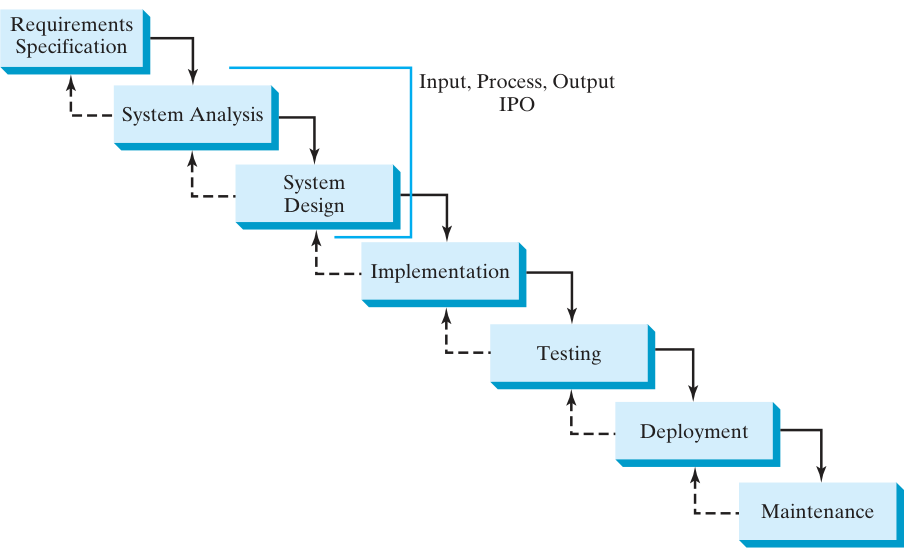 Requirements
Specification
Input, Process, Output
IPO
System Analysis
System
Design
Implementation
Testing
Deployment
Maintenance